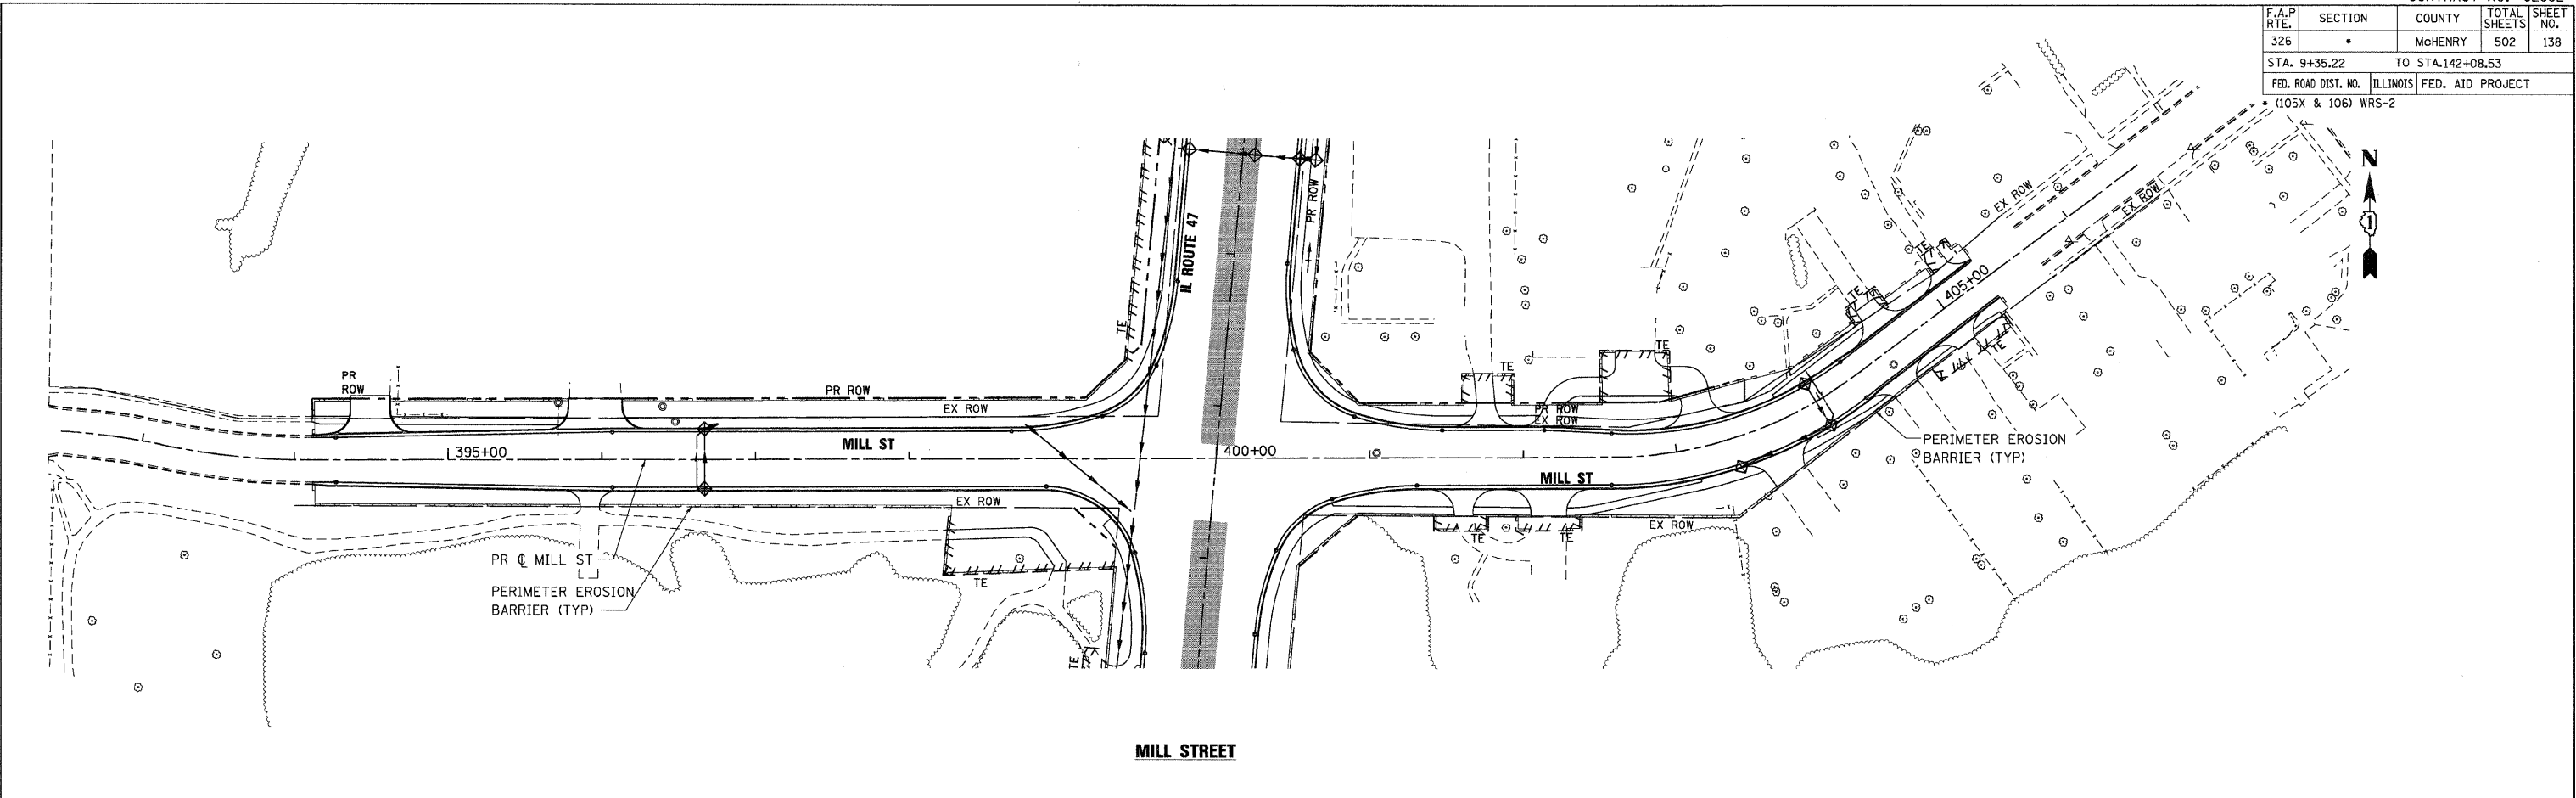 F.A.P RTE. SECTION COUNTY TOTAL SHEETS SHEET NO.
326 • McHENRY 502 138
STA. 9+35.22 TO STA.142+08.53
FED. ROAD DIST. NO. ILLINOIS FED. AID PROJECT
• (105X & 106) WRS-2
N
1
IL ROUTE 47
PR ROW
TE
EX ROW
EX ROW
TE
TE
405+00
TE
TE
TE
TE
PR ROW
PR ROW
EX ROW
PR ROW
EX ROW
395+00
MILL ST
400+00
MILL ST
PERIMETER EROSION
BARRIER (TYP)
EX ROW
EX ROW
TE
TE
PR ℄ MILL ST
PERIMETER EROSION
BARRIER (TYP)
TE
TE
MILL STREET